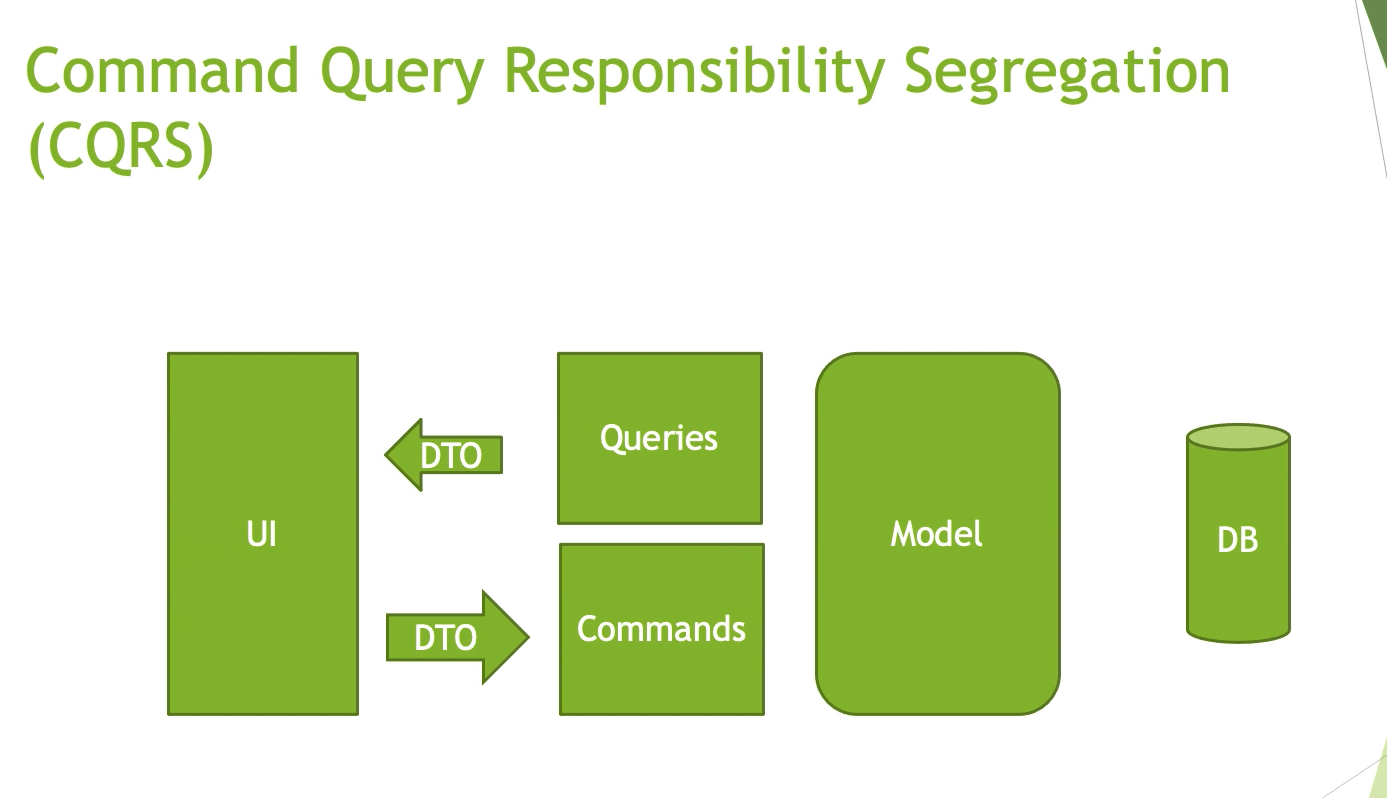 Command Query Responsibility Segregation
(CQRS)
UI
DTO
DTO
Queries
Commands
Model
DB